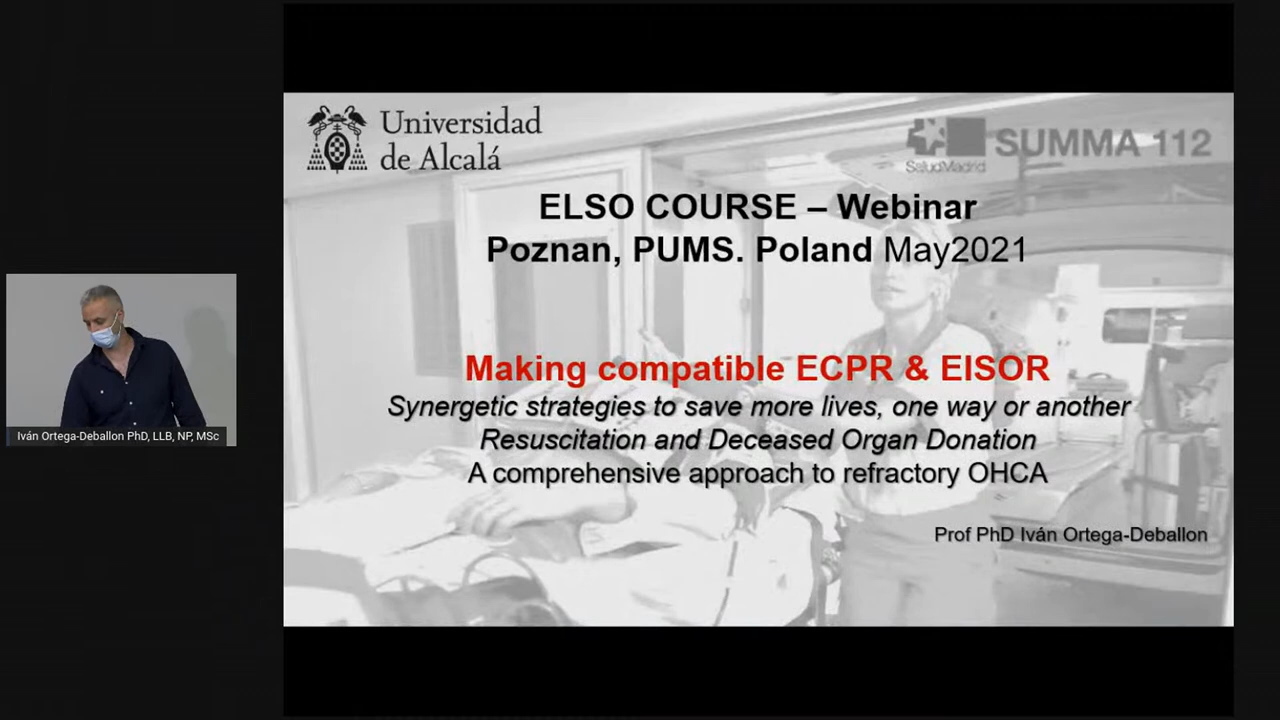 Universidad
de Alcalá
SaludMadrid
SUMMA 112
ELSO COURSE – Webinar
Poznan, PUMS. Poland May2021
Making compatible ECPR & EISOR
Synergetic strategies to save more lives, one way or another
Resuscitation and Deceased Organ Donation
A comprehensive approach to refractory OHCA
Prof PhD Iván Ortega-Deballon
Iván Ortega-Deballon PhD, LLB, NP, MSc